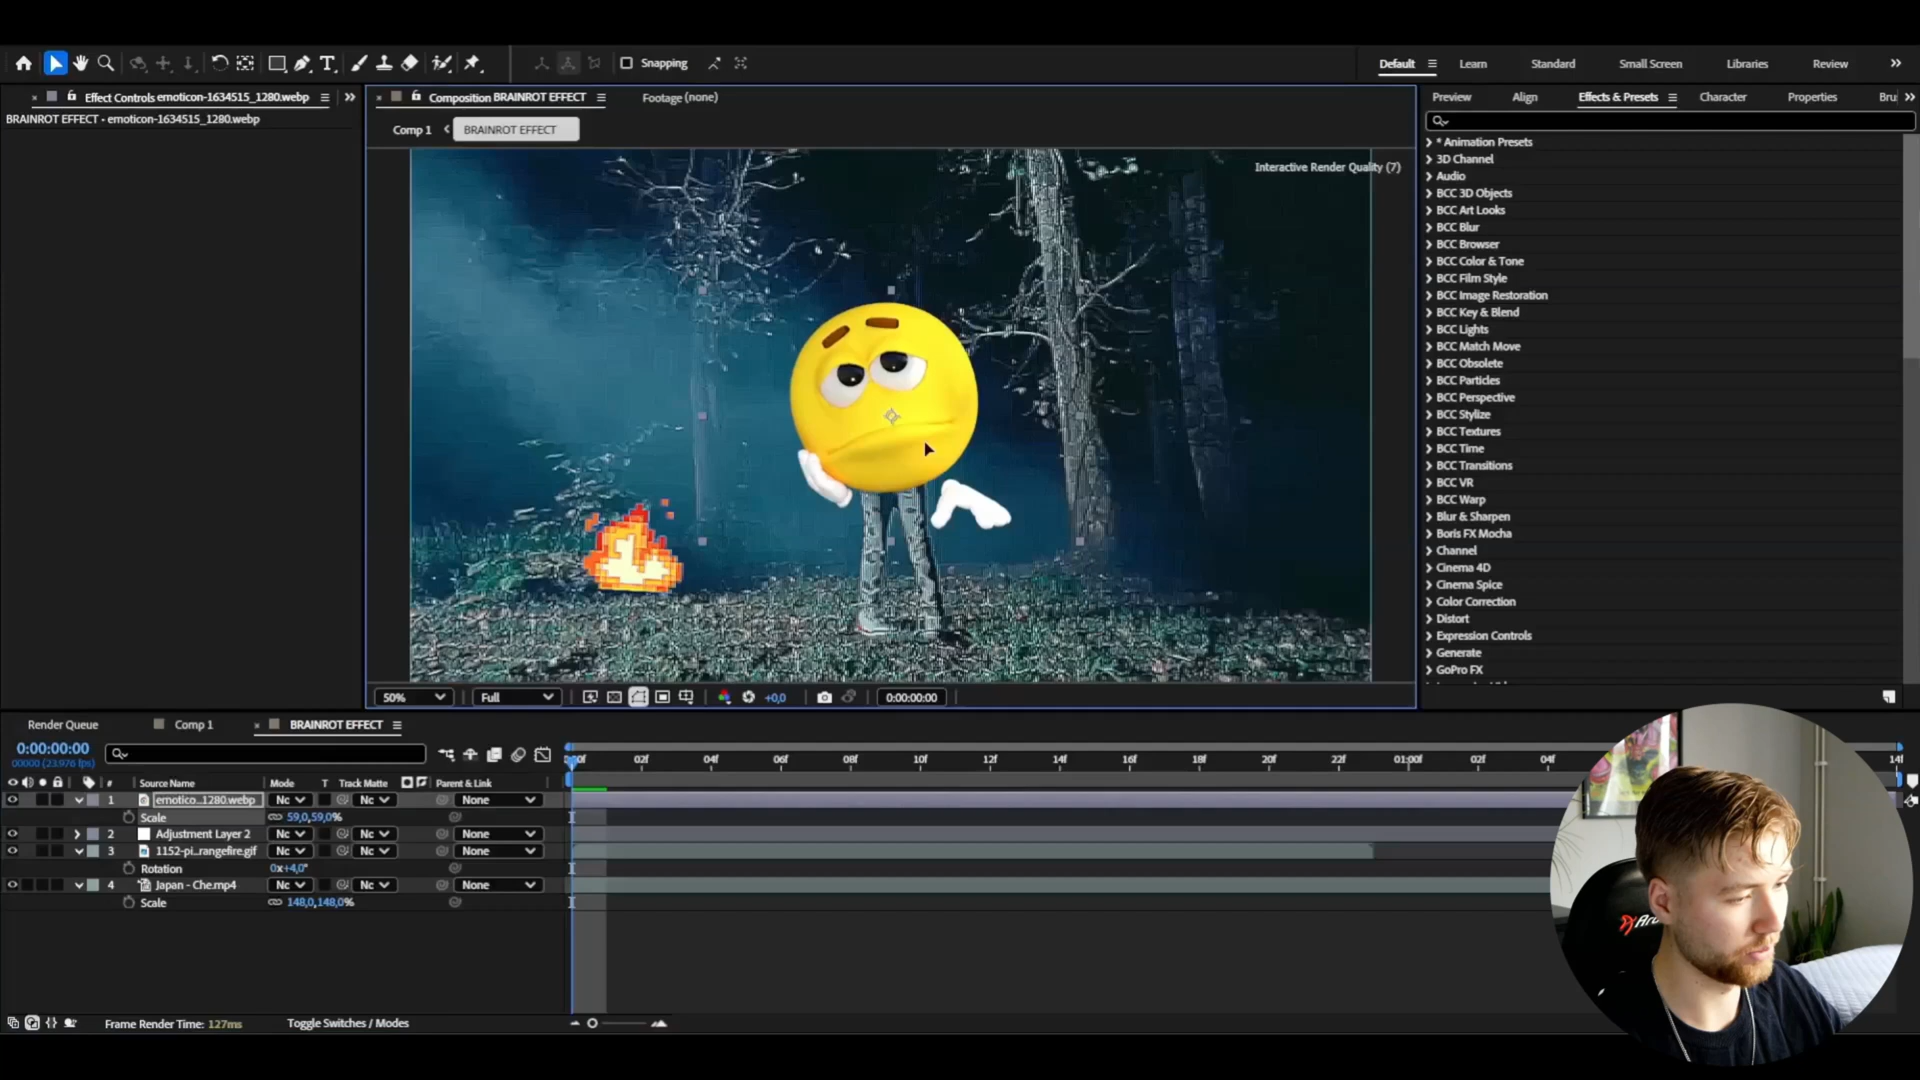 Snapping
Default
Learn
Standard
Small Screen
Libraries
Review
Effect Controls emoticon-1634515_1280.webp
Composition BRAINROT EFFECT
Footage (none)
Preview
Align
Effects & Presets
Character
Properties
Bru
BRAINROT EFFECT • emoticon-1634515_1280.webp
Comp 1
BRAINROT EFFECT
Interactive Render Quality (7)
* Animation Presets
3D Channel
Audio
BCC 3D Objects
BCC Art Looks
BCC Blur
BCC Browser
BCC Color & Tone
BCC Film Style
BCC Image Restoration
BCC Key & Blend
BCC Lights
BCC Match Move
BCC Obsolete
BCC Particles
BCC Perspective
BCC Stylize
BCC Textures
BCC Time
BCC Transitions
BCC VR
BCC Warp
Blur & Sharpen
Boris FX Mocha
Channel
Cinema 4D
Cinema Spice
Color Correction
Distort
Expression Controls
Generate
GoPro FX
50%
Full
+0,0
0:00:00:00
Render Queue
Comp 1
BRAINROT EFFECT
0:00:00:00
00000 (23.976 fps)
02f
04f
06f
08f
10f
12f
14f
16f
18f
20f
22f
01:00f
02f
04f
14f
#
Source Name
Mode
T
Track Matte
Parent & Link
1
emotico...1280.webp
Nc
Nc
None
Scale
59,0,59,0%
2
Adjustment Layer 2
Nc
Nc
None
3
1152-pi...rangefire.gif
Nc
Nc
None
Rotation
0x+4,0°
4
Japan - Che.mp4
Nc
Nc
None
Scale
148,0,148,0%
Frame Render Time: 127ms
Toggle Switches / Modes